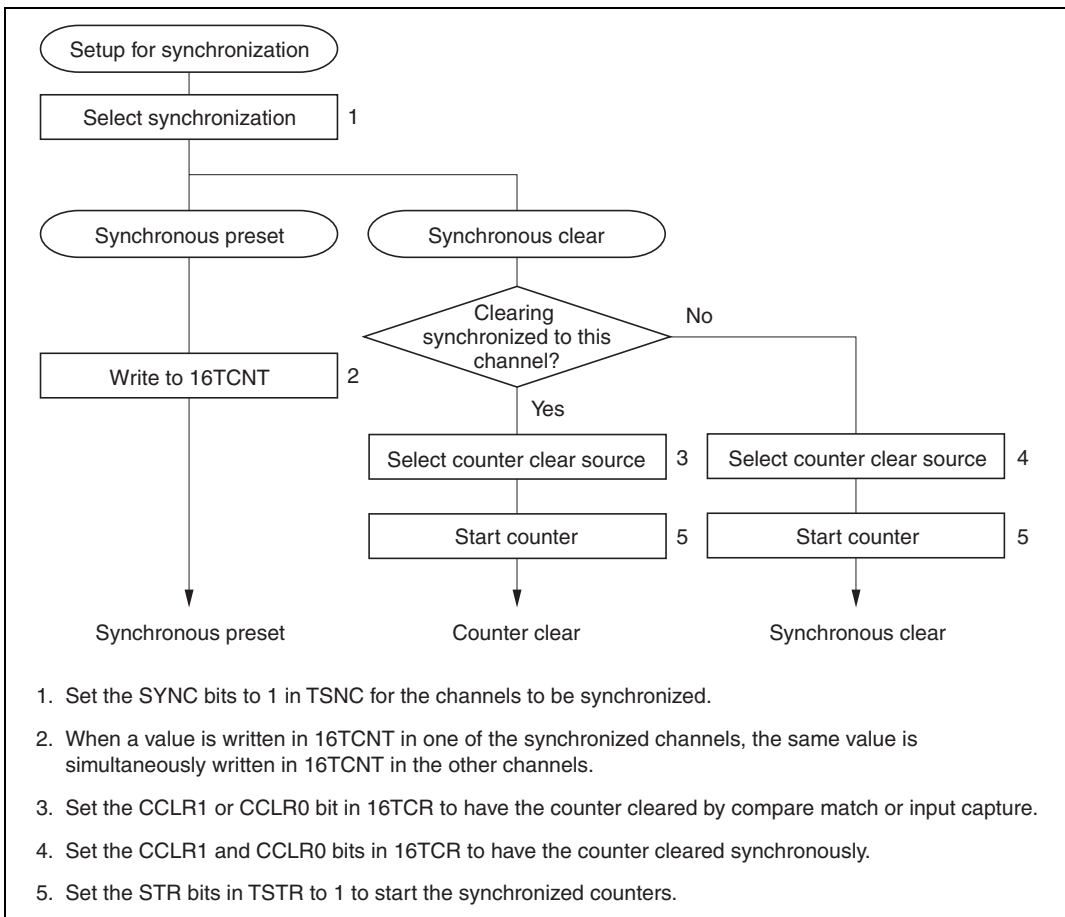 Setup for synchronization
Select synchronization 1
Synchronous preset
Synchronous clear
Clearing
synchronized to this
channel?
No
Write to 16TCNT 2
Yes
Select counter clear source 3
Select counter clear source 4
Start counter 5
Start counter 5
Synchronous preset
Counter clear
Synchronous clear
1. Set the SYNC bits to 1 in TSNC for the channels to be synchronized.
2. When a value is written in 16TCNT in one of the synchronized channels, the same value is
simultaneously written in 16TCNT in the other channels.
3. Set the CCLR1 or CCLR0 bit in 16TCR to have the counter cleared by compare match or input capture.
4. Set the CCLR1 and CCLR0 bits in 16TCR to have the counter cleared synchronously.
5. Set the STR bits in TSTR to 1 to start the synchronized counters.